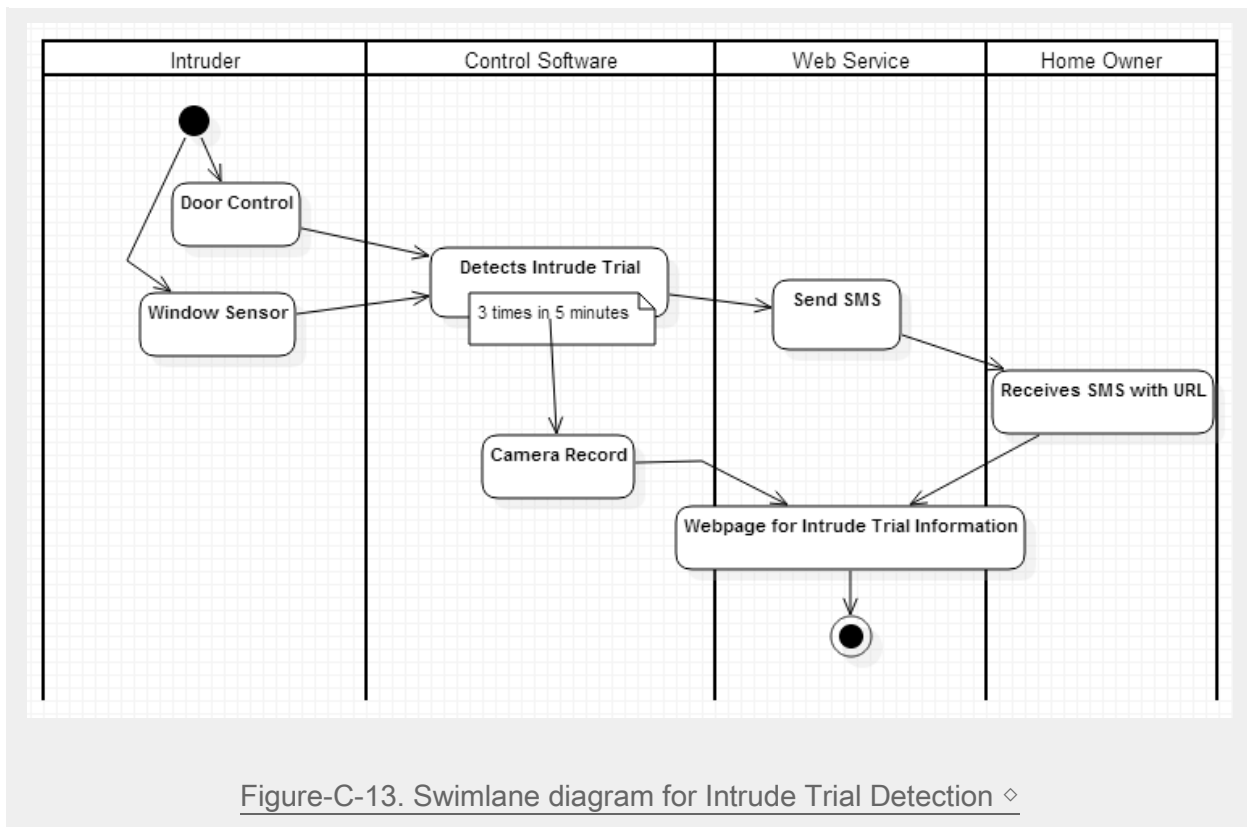 Intruder
Control Software
Web Service
Home Owner
Door Control
Detects Intrude Trial
Window Sensor
3 times in 5 minutes
Send SMS
Receives SMS with URL
Camera Record
Webpage for Intrude Trial Information
Figure-C-13. Swimlane diagram for Intrude Trial Detection ◇